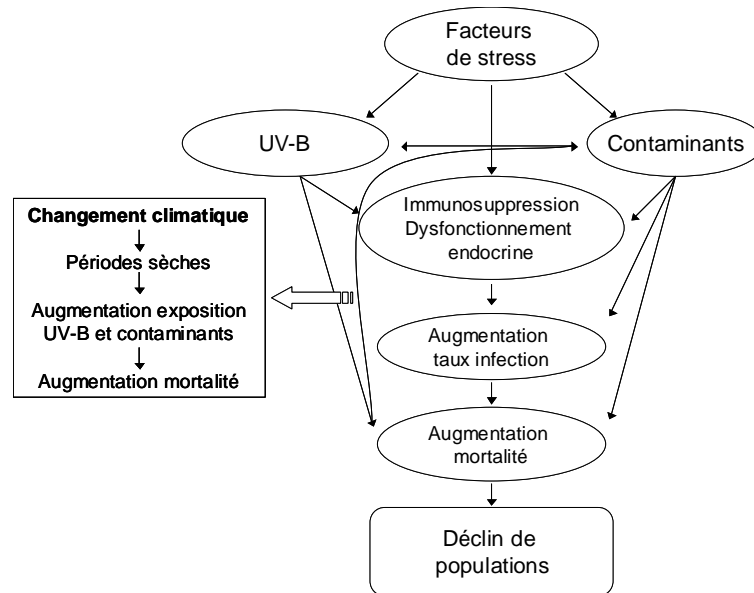 Facteurs
de stress
UV-B
Contaminants
Changement climatique
Périodes sèches
Augmentation exposition
UV-B et contaminants
Augmentation mortalité
Immunosuppression
Dysfonctionnement
endocrine
Augmentation
taux infection
Augmentation
mortalité
Déclin de
populations